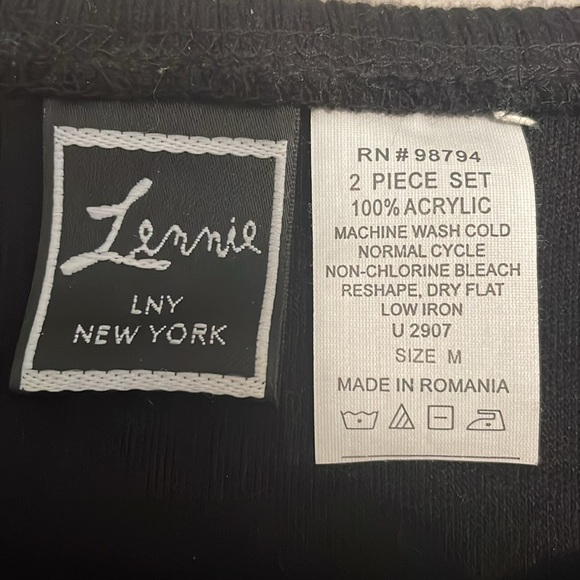 Lennie
LNY
NEW YORK
RN # 98794
2 PIECE SET
100% ACRYLIC
MACHINE WASH COLD
NORMAL CYCLE
NON-CHLORINE BLEACH
RESHAPE, DRY FLAT
LOW IRON
U 2907
SIZE M
MADE IN ROMANIA